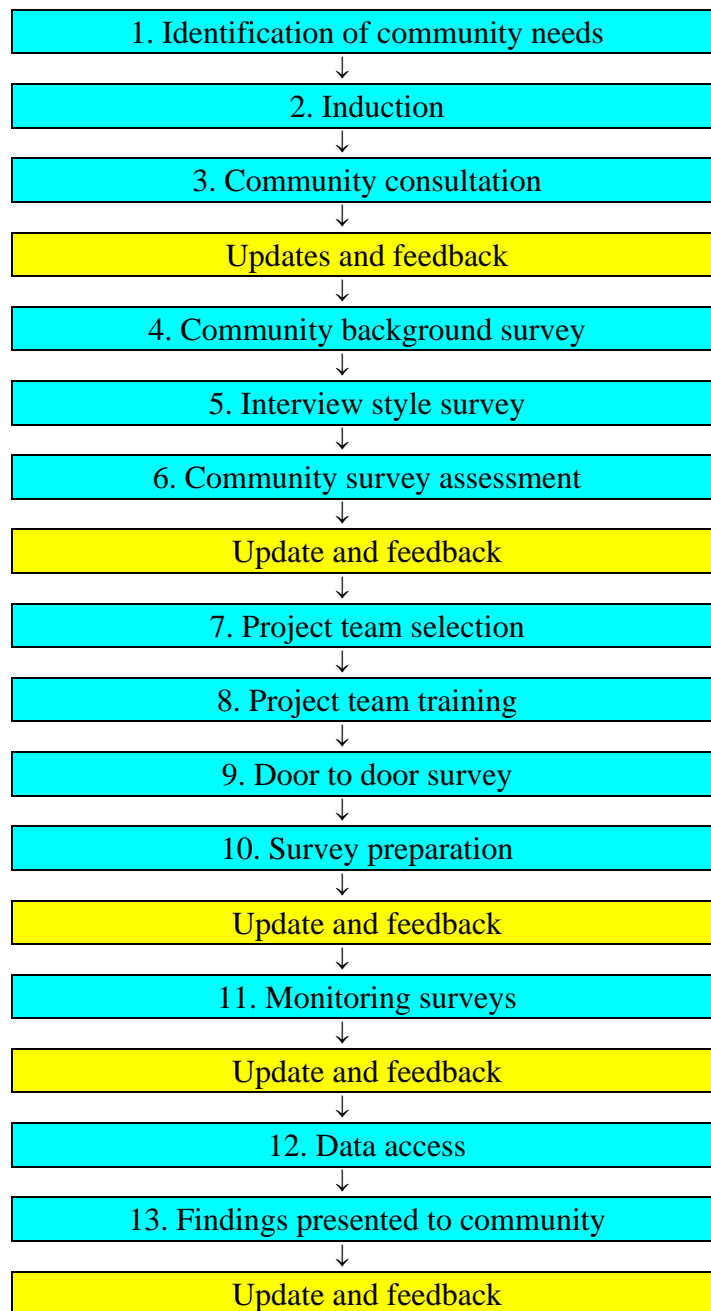 1. Identification of community needs
↓
2. Induction
↓
3. Community consultation
↓
Updates and feedback
↓
4. Community background survey
↓
5. Interview style survey
↓
6. Community survey assessment
↓
Update and feedback
↓
7. Project team selection
↓
8. Project team training
↓
9. Door to door survey
↓
10. Survey preparation
↓
Update and feedback
↓
11. Monitoring surveys
↓
Update and feedback
↓
12. Data access
↓
13. Findings presented to community
↓
Update and feedback